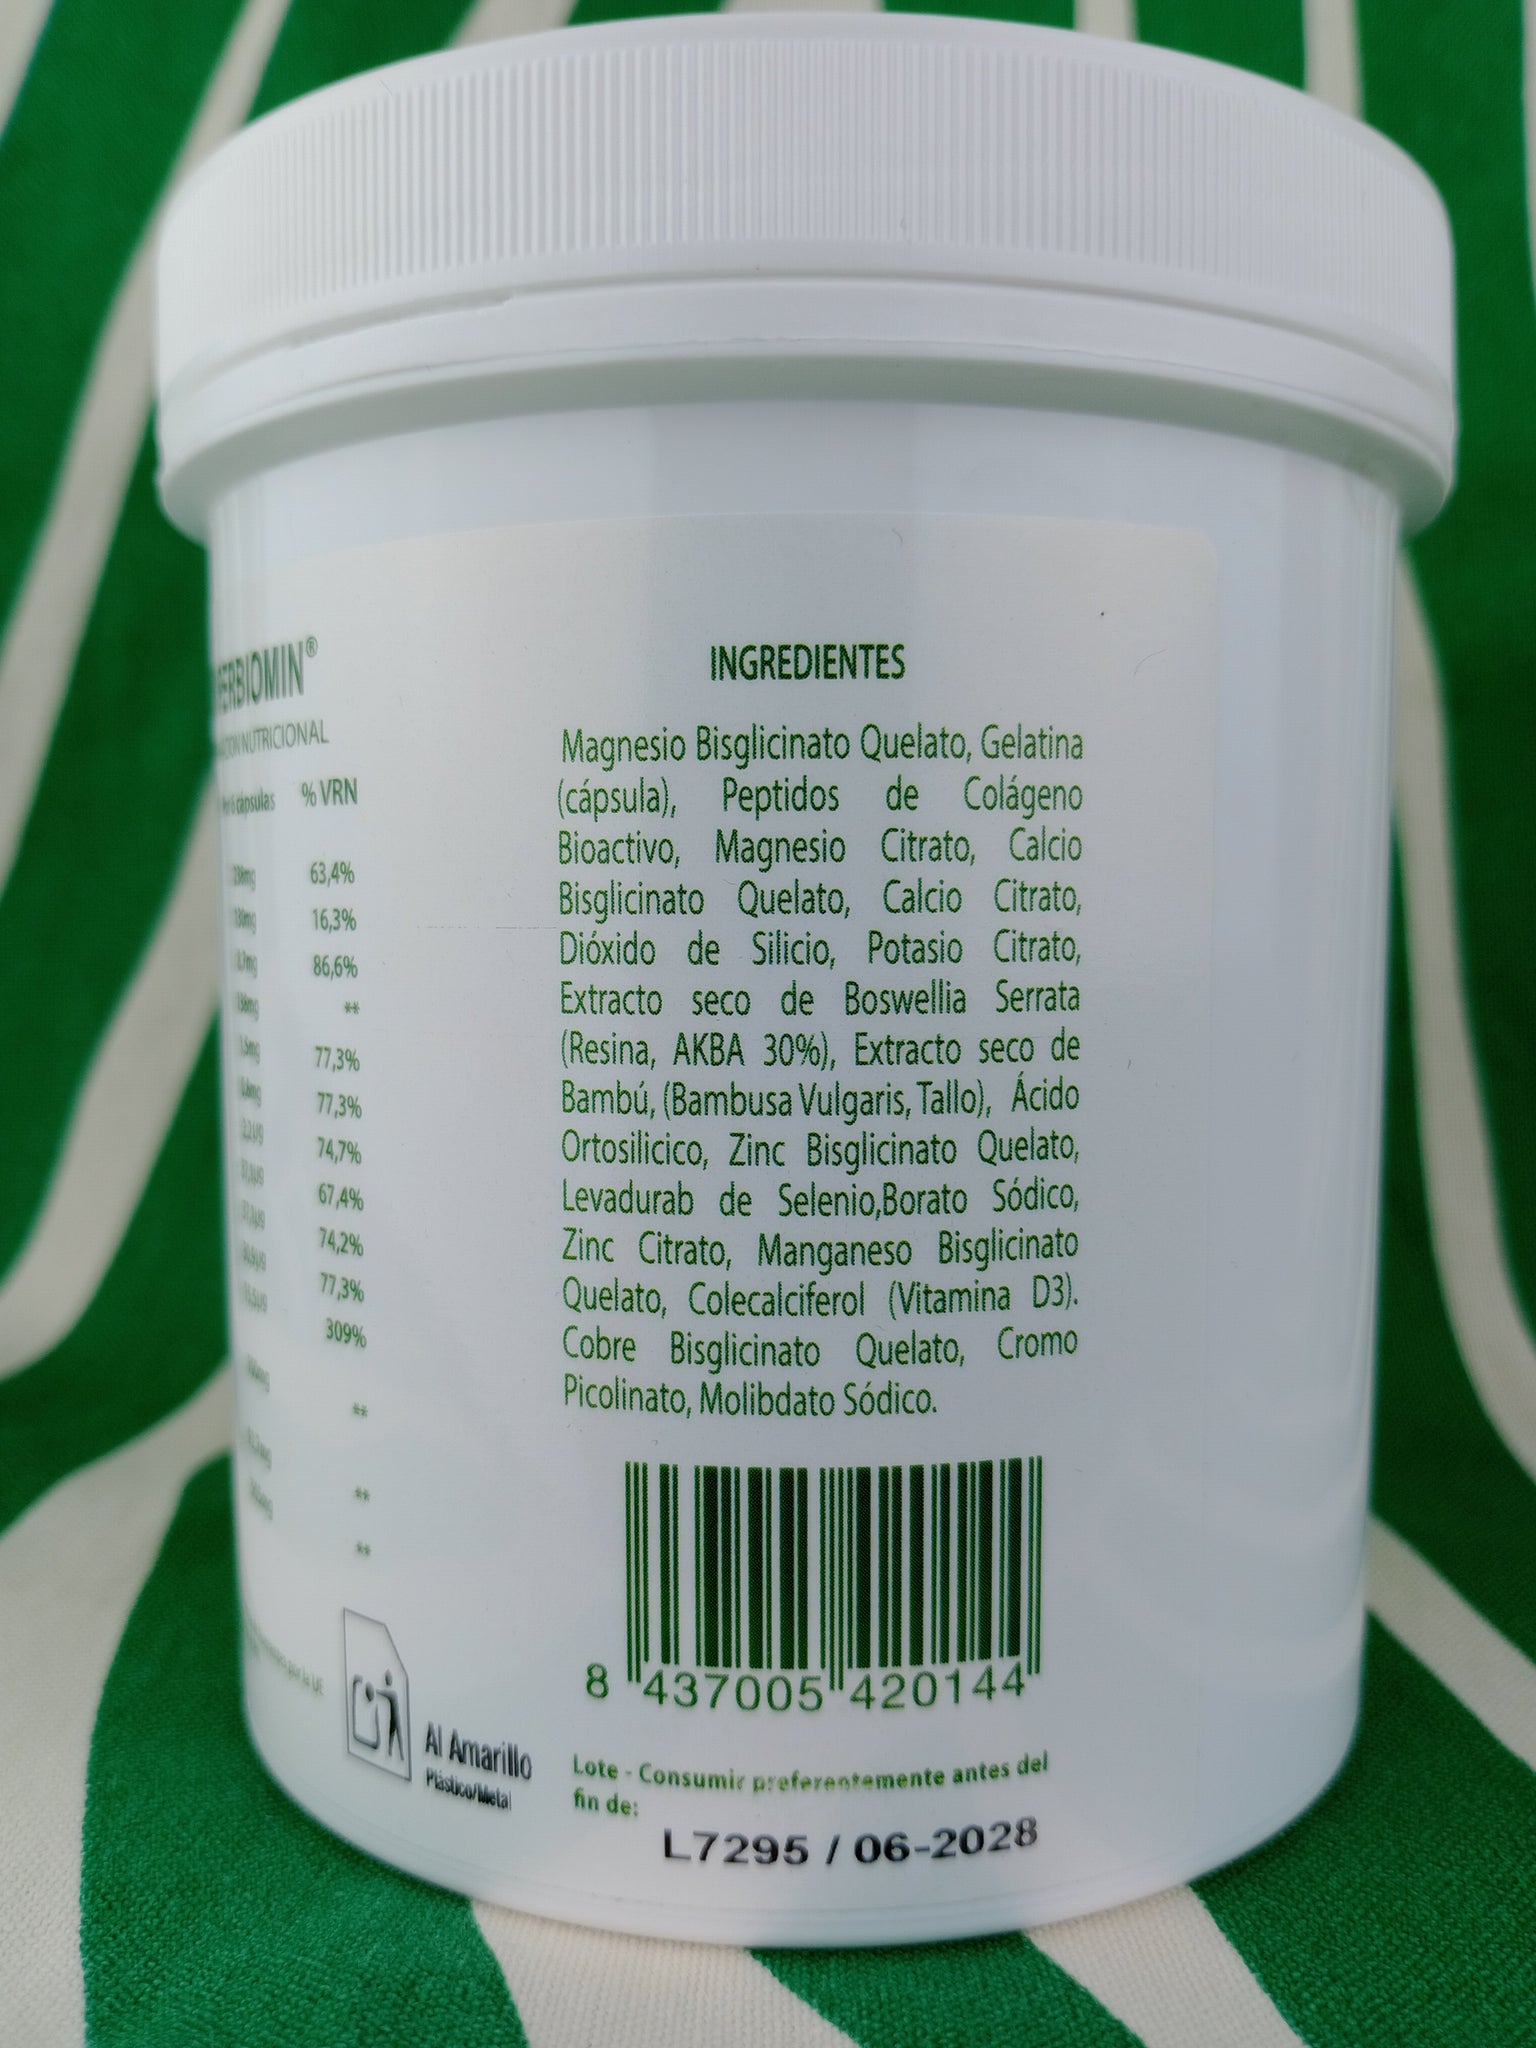 ERBIOMIN®
NUTRICIONAL
cápsulas % VRN
63,4%
16,3%
86,6%
**
77,3%
77,3%
74,7%
67,4%
74,2%
77,3%
309%
**
**
**
Al Amarillo
Plástico/Metal
INGREDIENTES
Magnesio Bisglicinato Quelato, Gelatina
(cápsula), Peptidos de Colágeno
Bioactivo, Magnesio Citrato, Calcio
Bisglicinato Quelato, Calcio Citrato,
Dióxido de Silicio, Potasio Citrato,
Extracto seco de Boswellia Serrata
(Resina, AKBA 30%), Extracto seco de
Bambú, (Bambusa Vulgaris, Tallo), Ácido
Ortosilicico, Zinc Bisglicinato Quelato,
Levadurab de Selenio,Borato Sódico,
Zinc Citrato, Manganeso Bisglicinato
Quelato, Colecalciferol (Vitamina D3).
Cobre Bisglicinato Quelato, Cromo
Picolinato, Molibdato Sódico.
8 437005 420144
Lote - Consumir preferentemente antes del
fin de:
L7295 / 06-2028